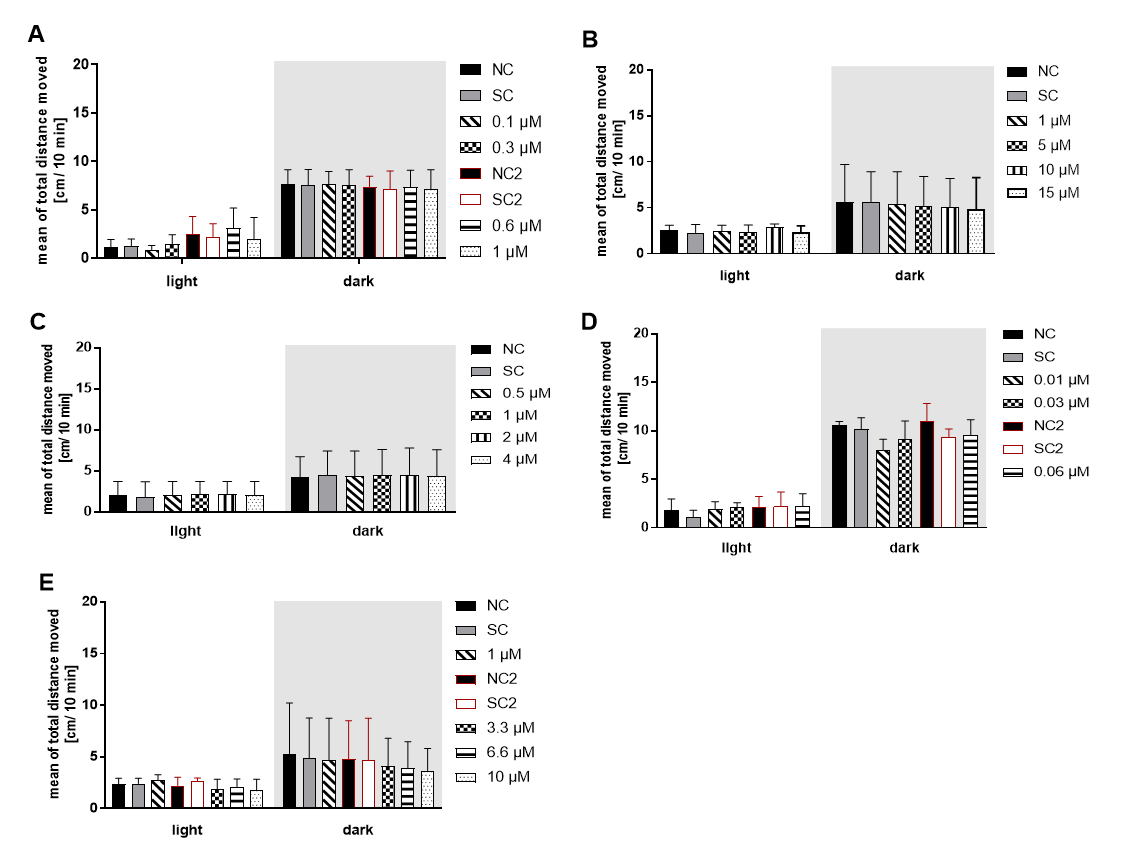 A
mean of total distance moved
[cm/ 10 min]
20
15
10
5
0
light
dark
NC
SC
0.1 µM
0.3 µM
NC2
SC2
0.6 µM
1 µM
B
mean of total distance moved
[cm/ 10 min]
20
15
10
5
0
light
dark
NC
SC
1 µM
5 µM
10 µM
15 µM
C
mean of total distance moved
[cm/ 10 min]
20
15
10
5
0
light
dark
NC
SC
0.5 µM
1 µM
2 µM
4 µM
D
mean of total distance moved
[cm/ 10 min]
20
15
10
5
0
light
dark
NC
SC
0.01 µM
0.03 µM
NC2
SC2
0.06 µM
E
mean of total distance moved
[cm/ 10 min]
20
15
10
5
0
light
dark
NC
SC
1 µM
NC2
SC2
3.3 µM
6.6 µM
10 µM